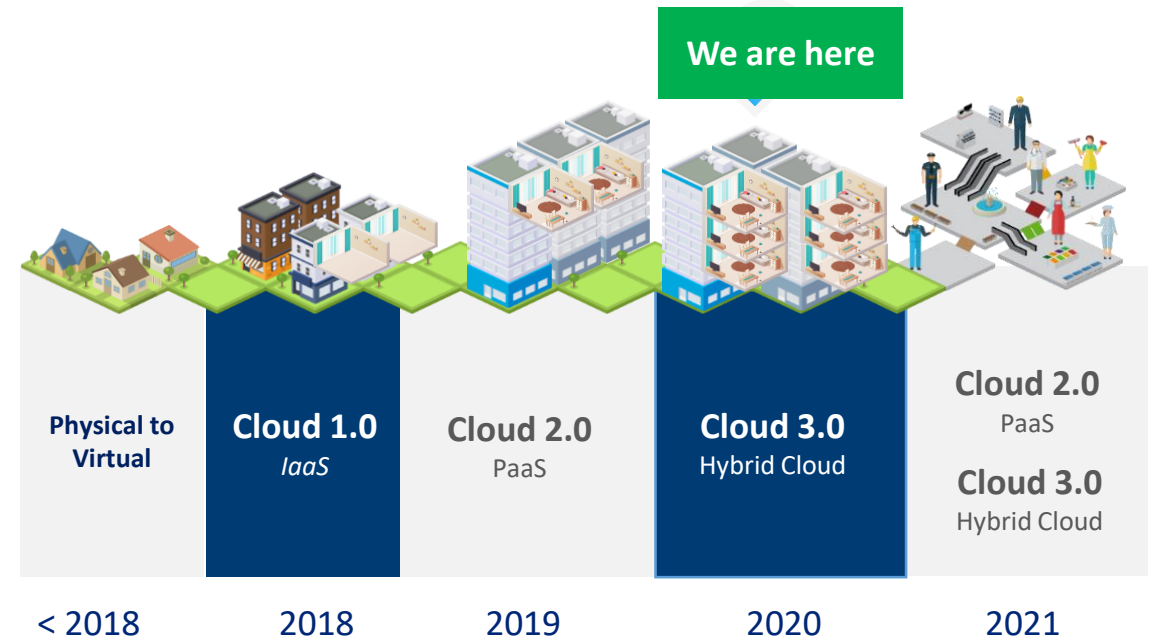 We are here
Physical to
Virtual
Cloud 1.0
IaaS
Cloud 2.0
PaaS
Cloud 3.0
Hybrid Cloud
Cloud 2.0
PaaS
Cloud 3.0
Hybrid Cloud
< 2018
2018
2019
2020
2021